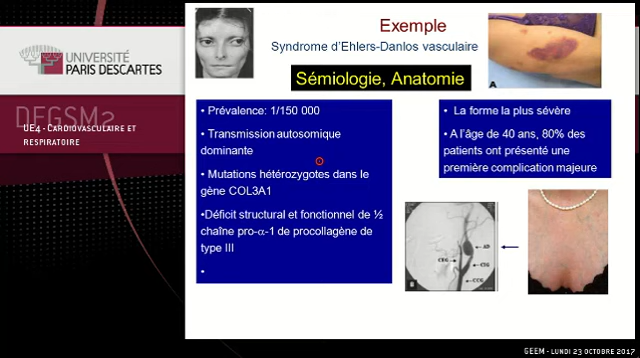 UNIVERSITÉ
PARIS DESCARTES
DFGSM2
UE4 - CARDIOVASCULAIRE ET
RESPIRATOIRE
Exemple
Syndrome d'Ehlers-Danlos vasculaire
Sémiologie, Anatomie
A
• Prévalence: 1/150 000
• Transmission autosomique
dominante
• Mutations hétérozygotes dans le
gène COL3A1
•Déficit structural et fonctionnel de ½
chaîne pro-α-1 de procollagène de
type III
•
• La forme la plus sévère
•A l'âge de 40 ans, 80% des
patients ont présenté une
première complication majeure
AD
CEG
CIG
CCG
B
GEEM - LUNDI 23 OCTOBRE 2017